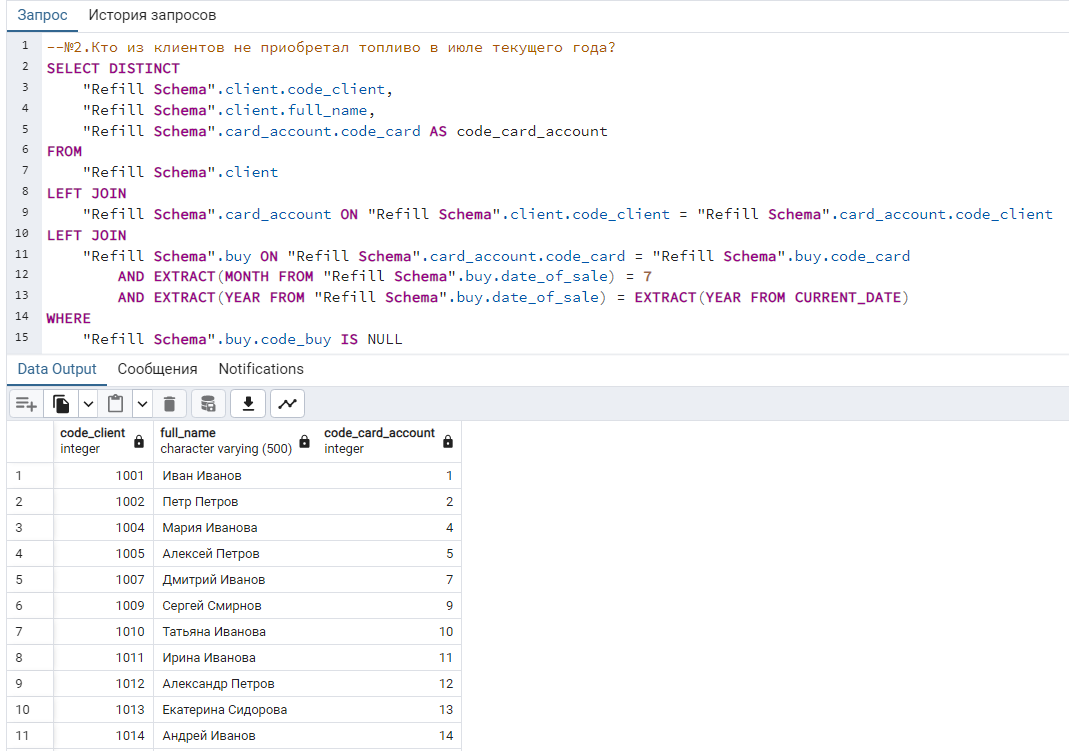 Запрос История запросов
1 --№2.Кто из клиентов не приобретал топливо в июле текущего года?
2 SELECT DISTINCT
3 "Refill Schema".client.code_client,
4 "Refill Schema".client.full_name,
5 "Refill Schema".card_account.code_card AS code_card_account
6 FROM
7 "Refill Schema".client
8 LEFT JOIN
9 "Refill Schema".card_account ON "Refill Schema".client.code_client = "Refill Schema".card_account.code_client
10 LEFT JOIN
11 "Refill Schema".buy ON "Refill Schema".card_account.code_card = "Refill Schema".buy.code_card
12 AND EXTRACT(MONTH FROM "Refill Schema".buy.date_of_sale) = 7
13 AND EXTRACT(YEAR FROM "Refill Schema".buy.date_of_sale) = EXTRACT(YEAR FROM CURRENT_DATE)
14 WHERE
15 "Refill Schema".buy.code_buy IS NULL
Data Output Сообщения Notifications
code_client full_name code_card_account
integer character varying (500) integer
1 1001 Иван Иванов 1
2 1002 Петр Петров 2
3 1004 Мария Иванова 4
4 1005 Алексей Петров 5
5 1007 Дмитрий Иванов 7
6 1009 Сергей Смирнов 9
7 1010 Татьяна Иванова 10
8 1011 Ирина Иванова 11
9 1012 Александр Петров 12
10 1013 Екатерина Сидорова 13
11 1014 Андрей Иванов 14